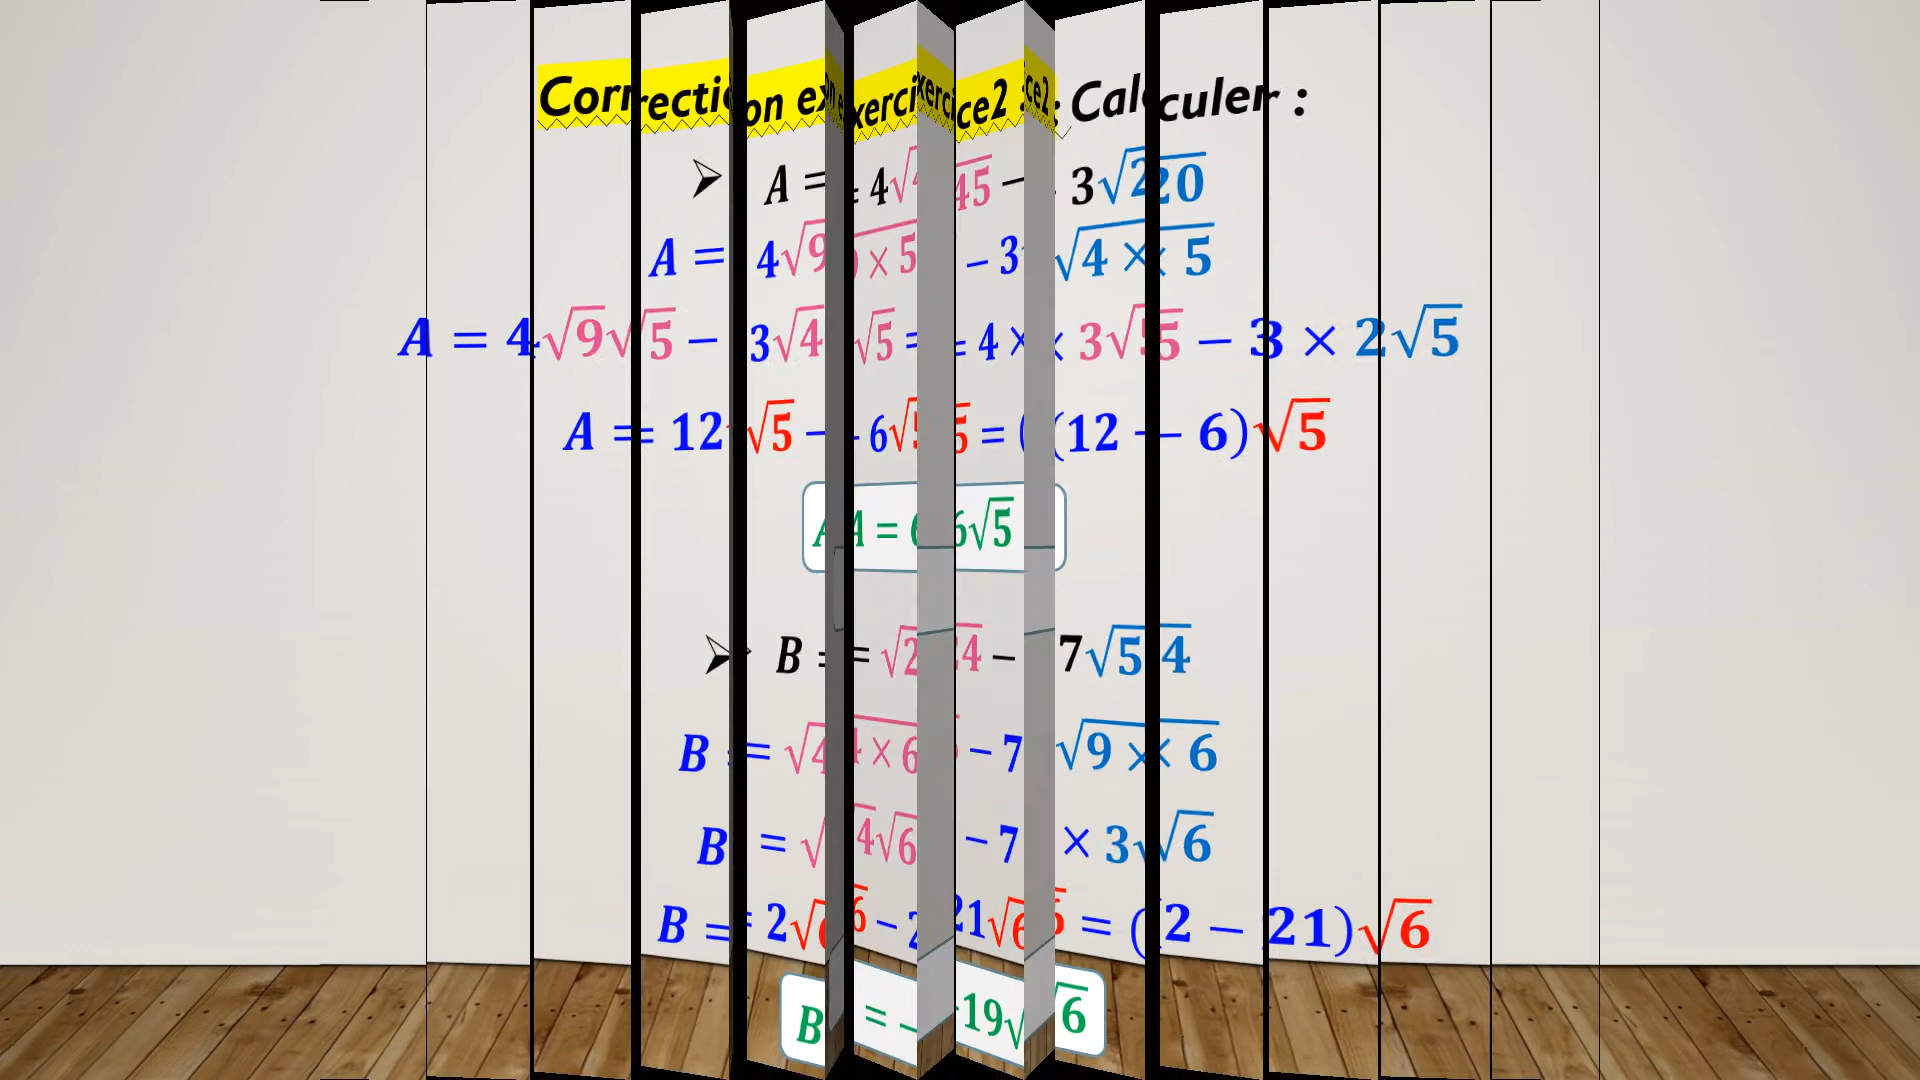 Correction exercice2 : Calculer :
➢ A = 4√45 − 3√20
A = 4√9 × 5 − 3√4 × 5
A = 4√9√5 − 3√4√5 = 4 × 3√5 − 3 × 2√5
A = 12√5 − 6√5 = (12 − 6)√5
A = 6√5
➢ B = √24 − 7√54
B = √4 × 6 − 7√9 × 6
B = √4√6 − 7 × 3√6
B = 2√6 − 21√6 = (2 − 21)√6
B = −19√6